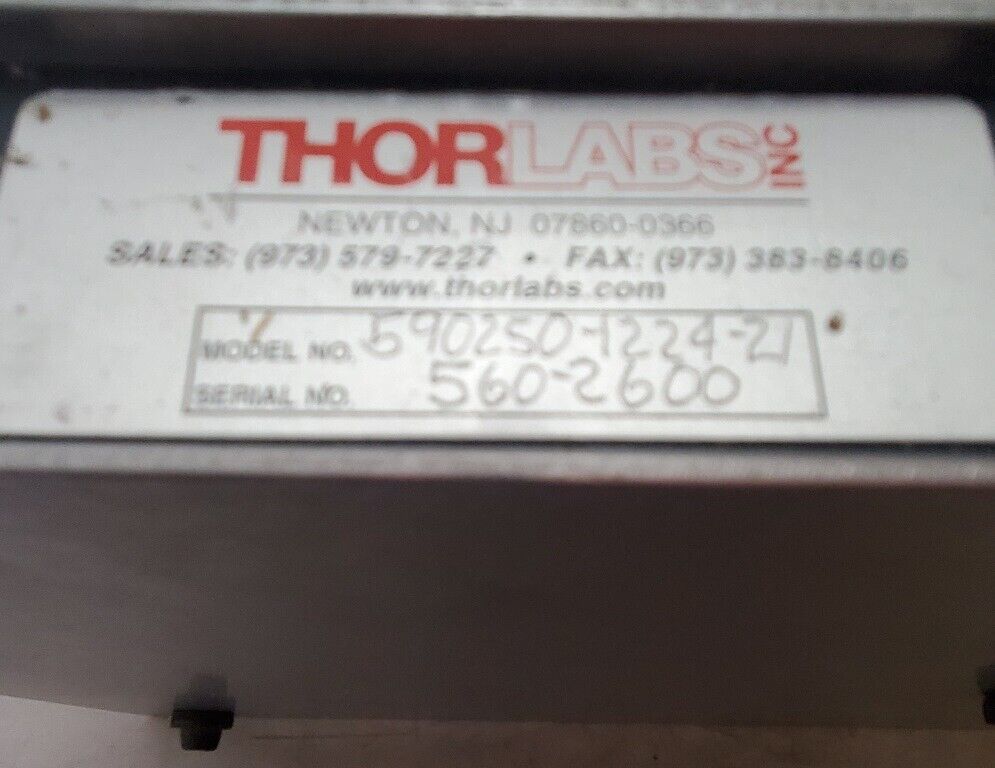 THORLABS INC
NEWTON, NJ 07860-0366
SALES: (973) 579-7227 • FAX: (973) 383-8406
www.thorlabs.com
MODEL NO. 590250-1224-21
SERIAL NO. 560-2600